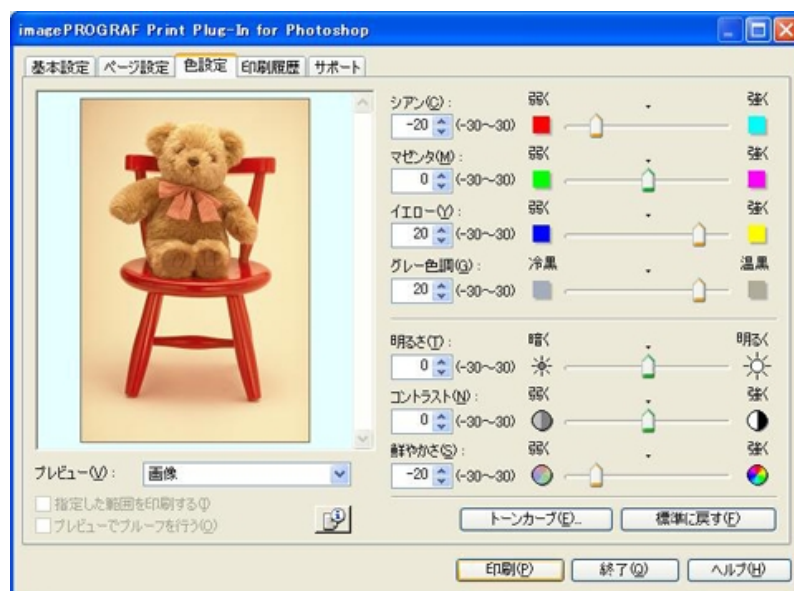 imagePROGRAF Print Plug-In for Photoshop
基本設定 ページ設定 色設定 印刷履歴 サポート
シアン(C): 弱く 強く
-20 (-30～30)
マゼンタ(M): 弱く 強く
0 (-30～30)
イエロー(Y): 弱く 強く
20 (-30～30)
グレー色調(G): 冷黒 温黒
20 (-30～30)
明るさ(T): 暗く 明るく
0 (-30～30)
コントラスト(N): 弱く 強く
0 (-30～30)
鮮やかさ(S): 弱く 強く
-20 (-30～30)
プレビュー(V): 画像
指定した範囲を印刷する(I)
プレビューでプルーフを行う(O)
トーンカーブ(E)... 標準に戻す(F)
印刷(P) 終了(Q) ヘルプ(H)